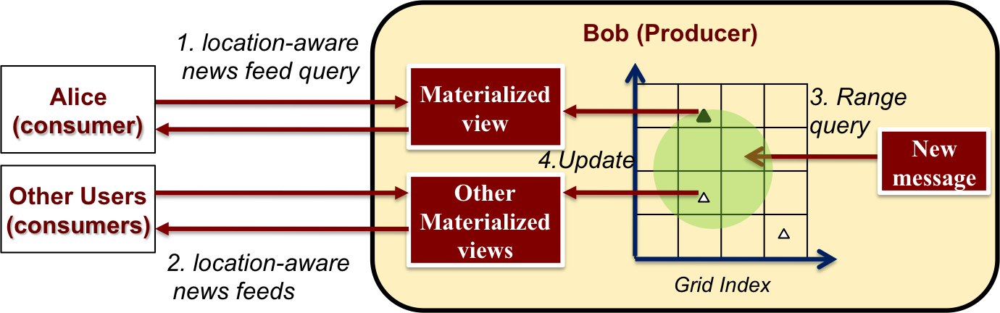 Bob (Producer)
1. location-aware
news feed query
Alice
(consumer)
Materialized
view
3. Range
query
New
message
4.Update
Other Users
(consumers)
Other
Materialized
views
2. location-aware
news feeds
Grid Index